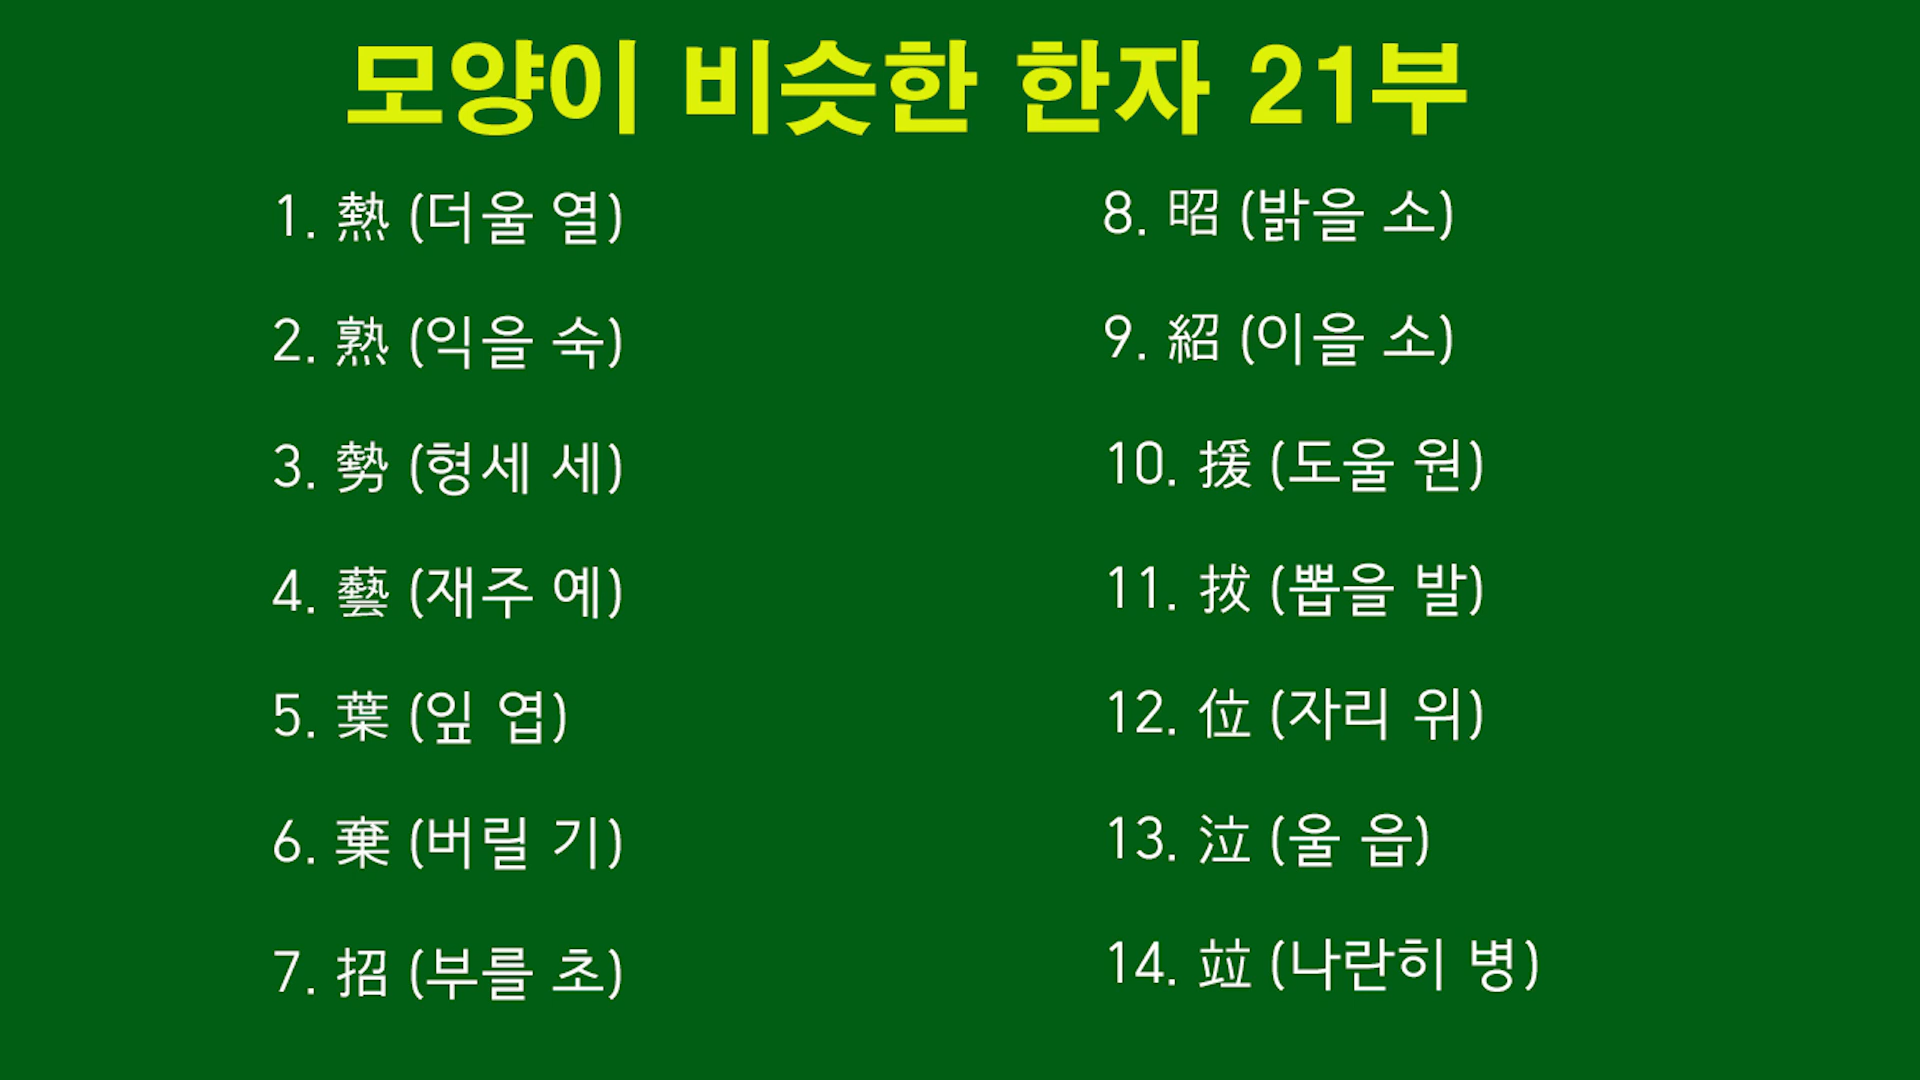 모양이 비슷한 한자 21부
1. 熱 (더울 열)
2. 熟 (익을 숙)
3. 勢 (형세 세)
4. 藝 (재주 예)
5. 葉 (잎 엽)
6. 棄 (버릴 기)
7. 招 (부를 초)
8. 昭 (밝을 소)
9. 紹 (이을 소)
10. 援 (도울 원)
11. 拔 (뽑을 발)
12. 位 (자리 위)
13. 泣 (울 읍)
14. 竝 (나란히 병)